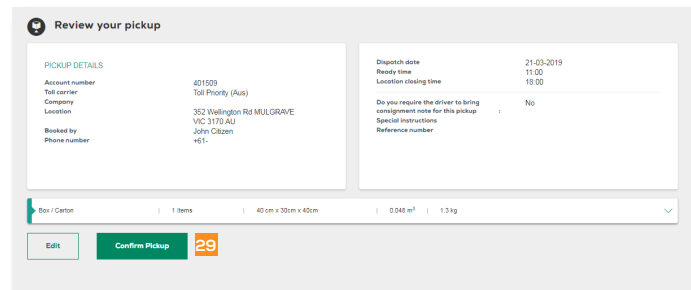 Review your pickup
PICKUP DETAILS
Account number 401509
Toll carrier Toll Priority (Aus)
Company
Location 352 Wellington Rd MULGRAVE
VIC 3170 AU
Booked by John Citizen
Phone number +61-
Dispatch date 21-03-2019
Ready time 11:00
Location closing time 18:00
Do you require the driver to bring No
consignment note for this pickup :
Special instructions
Reference number
Box / Carton | 1 Items | 40 cm x 30cm x 40cm | 0.048 m³ | 1.3 kg
Edit Confirm Pickup 29